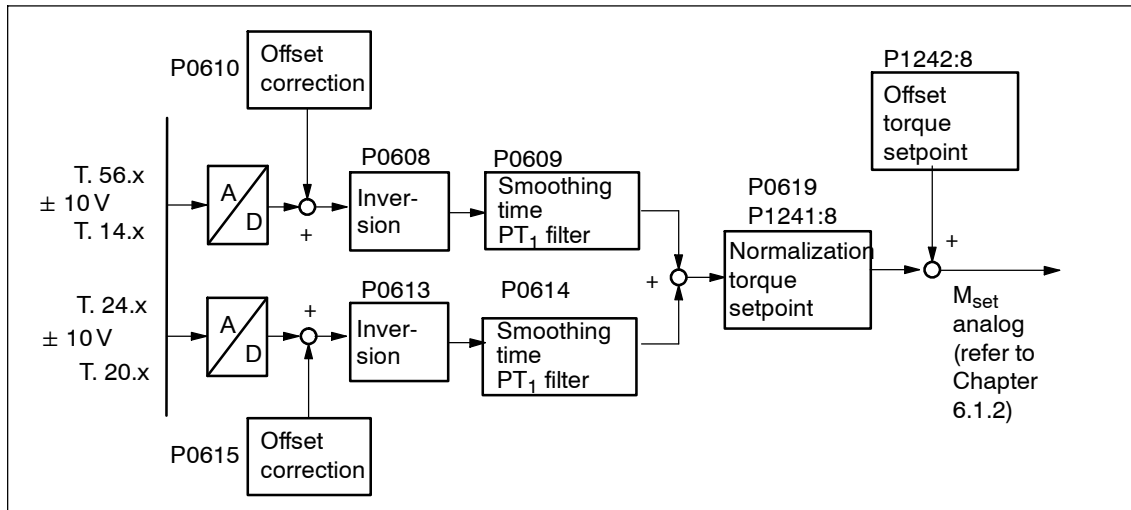 P0610
Offset
correction
P1242:8
Offset
torque
setpoint
T. 56.x
± 10 V
T. 14.x
A
D
+
P0608
Inver-
sion
P0609
Smoothing
time
PT1 filter
P0619
P1241:8
Normalization
torque
setpoint
+
+
Mset
analog
(refer to
Chapter
6.1.2)
T. 24.x
± 10 V
T. 20.x
A
D
+
P0613
Inver-
sion
P0614
Smoothing
time
PT1 filter
P0615
Offset
correction